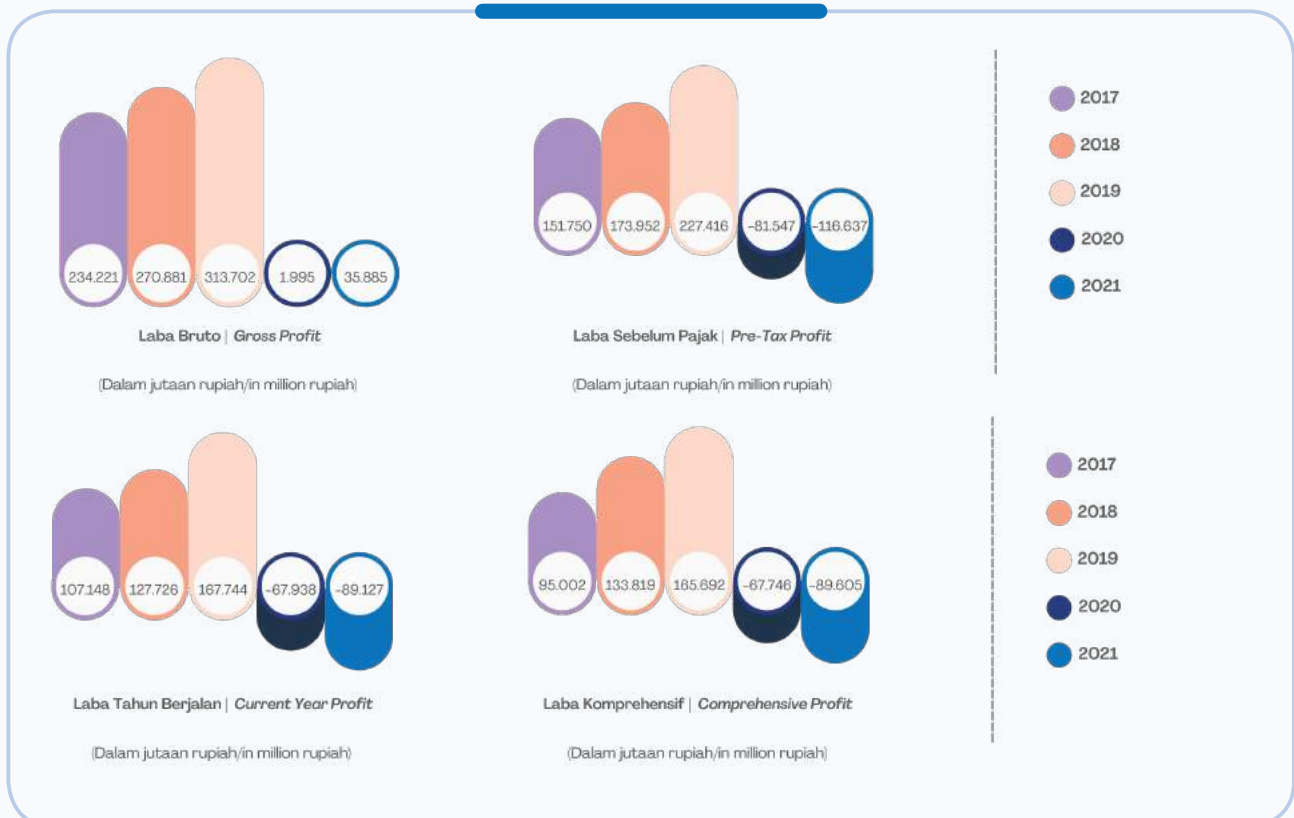 234.221 270.881 313.702 1.995 35.885
Laba Bruto | Gross Profit
(Dalam jutaan rupiah/in million rupiah)
151.750 173.952 227.416 -81.547 -116.637
Laba Sebelum Pajak | Pre-Tax Profit
(Dalam jutaan rupiah/in million rupiah)
2017
2018
2019
2020
2021
107.148 127.726 167.744 -67.938 -89.127
Laba Tahun Berjalan | Current Year Profit
(Dalam jutaan rupiah/in million rupiah)
95.002 133.819 165.692 -67.746 -89.605
Laba Komprehensif | Comprehensive Profit
(Dalam jutaan rupiah/in million rupiah)
2017
2018
2019
2020
2021